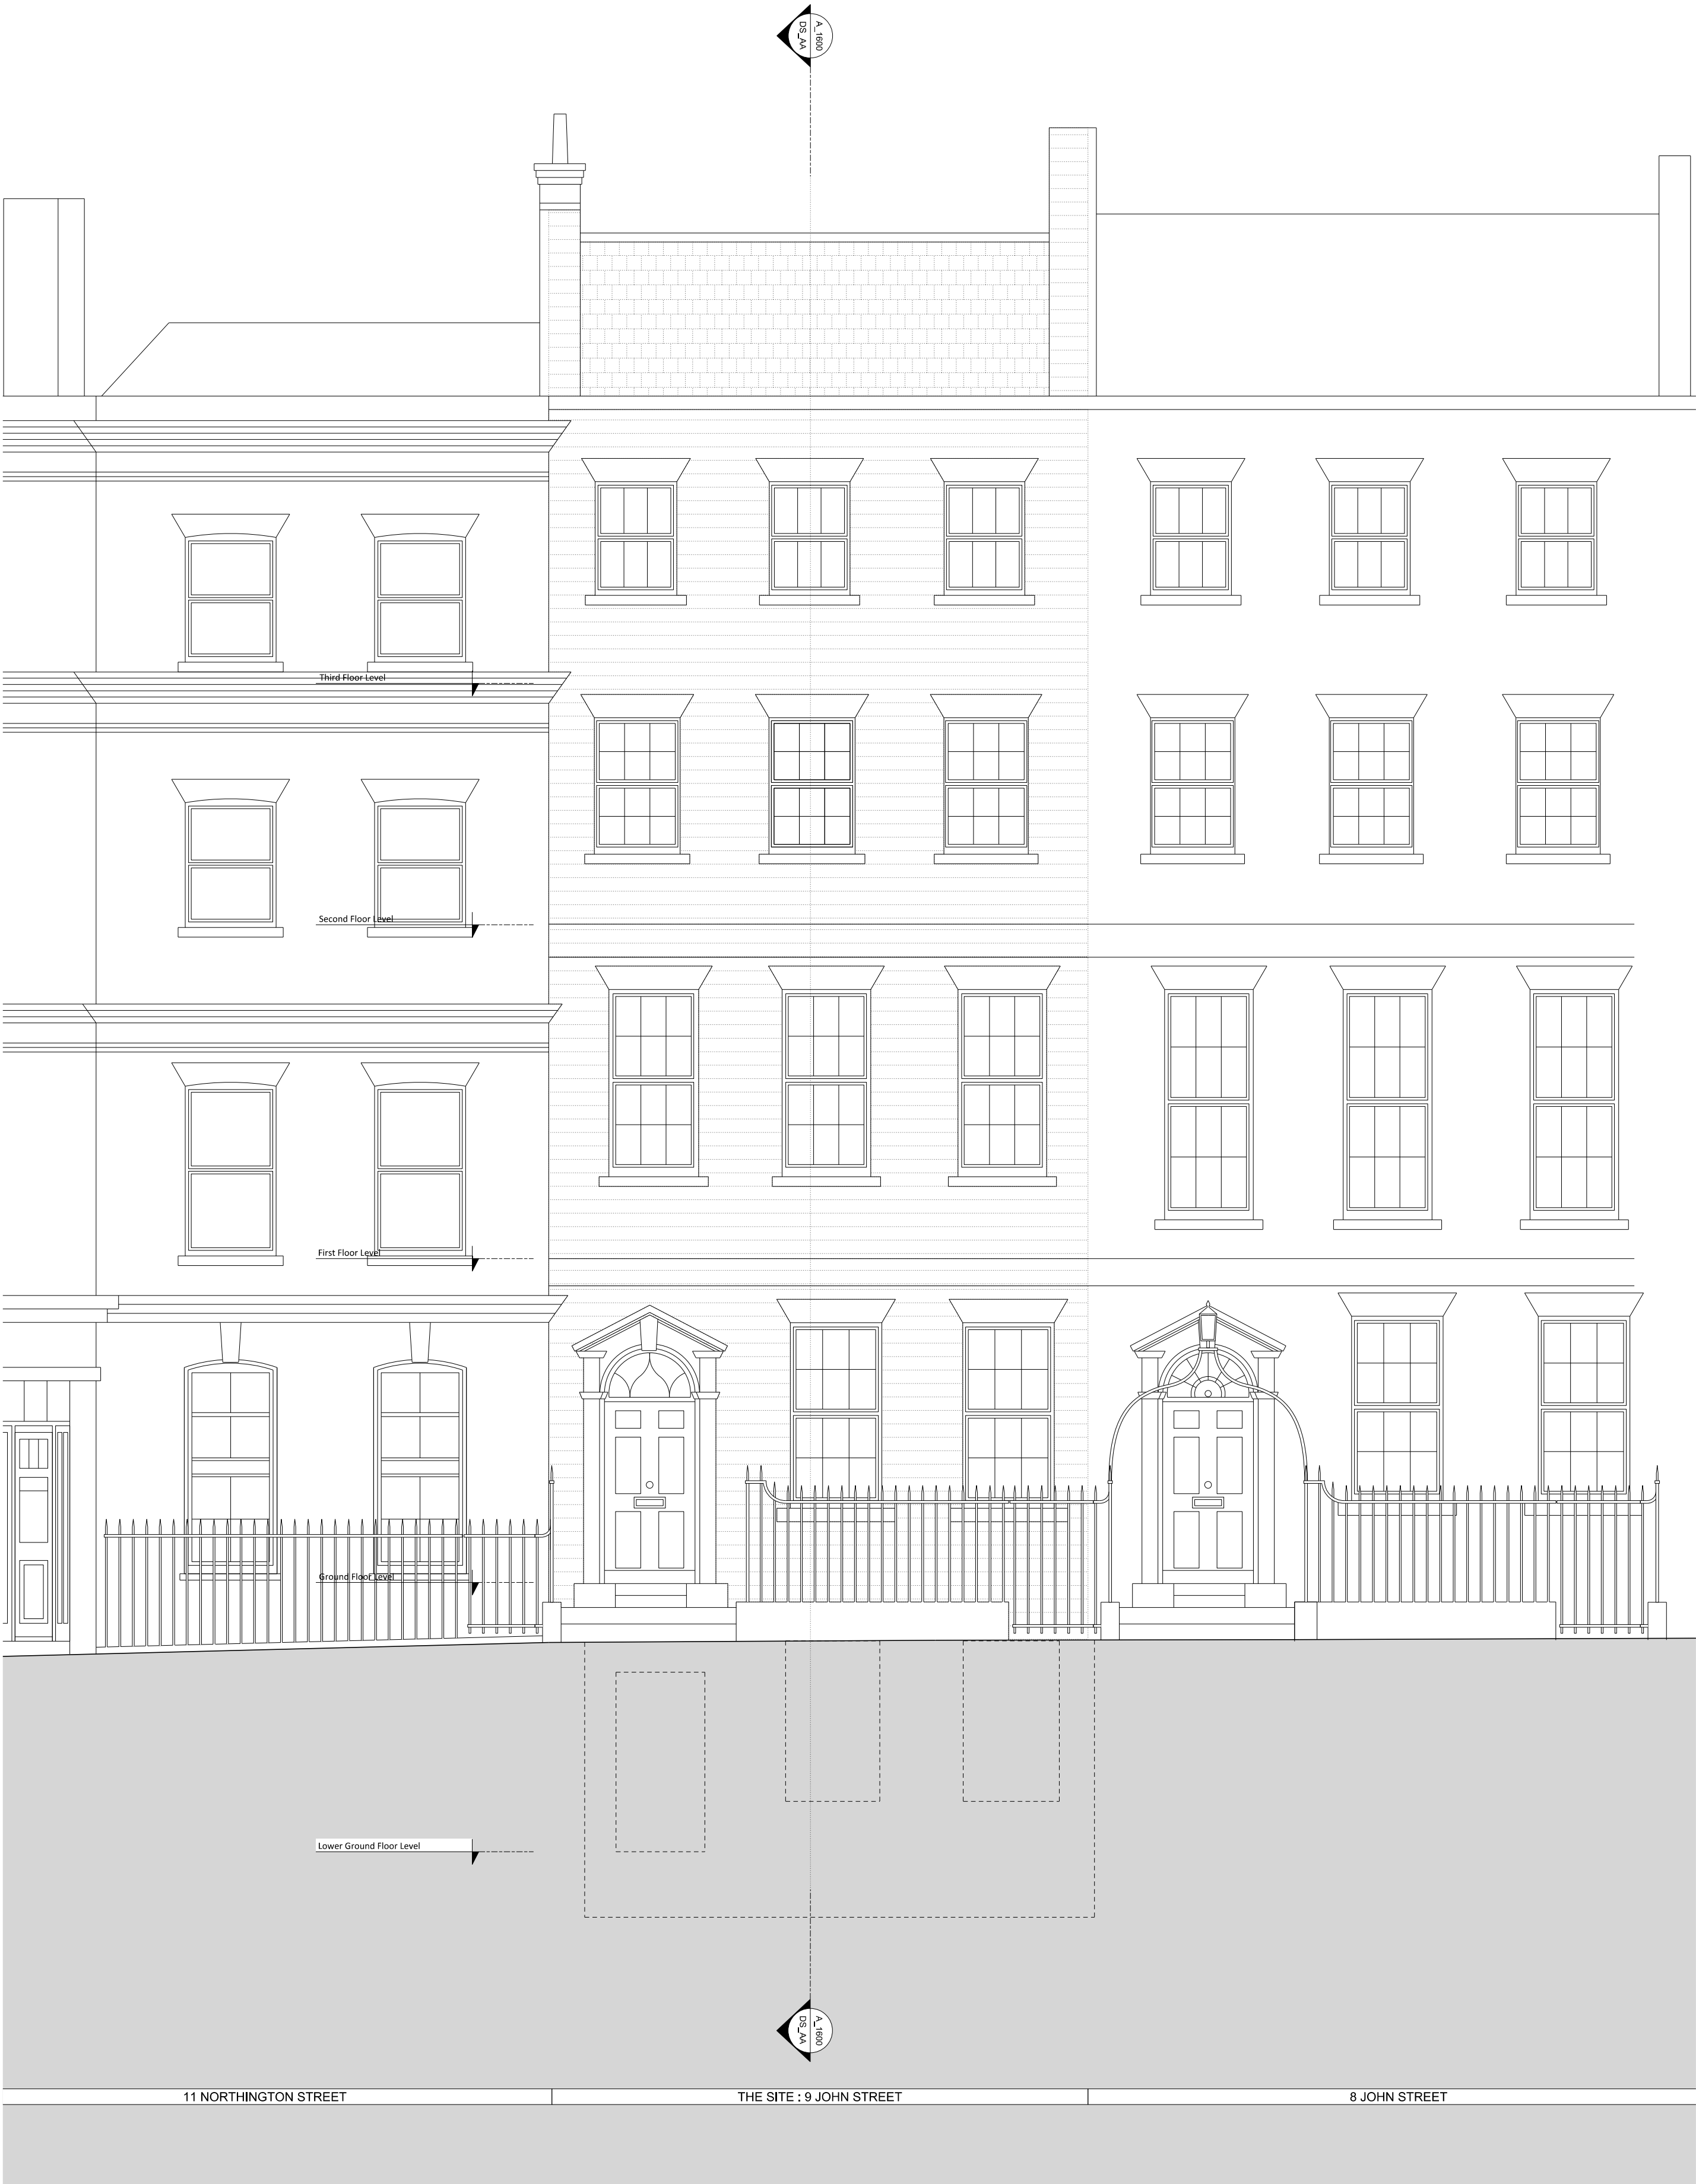 A_1600
DS_AA
Third Floor Level
Second Floor Level
First Floor Level
Ground Floor Level
Lower Ground Floor Level
A_1600
DS_AA
11 NORTHINGTON STREET
THE SITE : 9 JOHN STREET
8 JOHN STREET